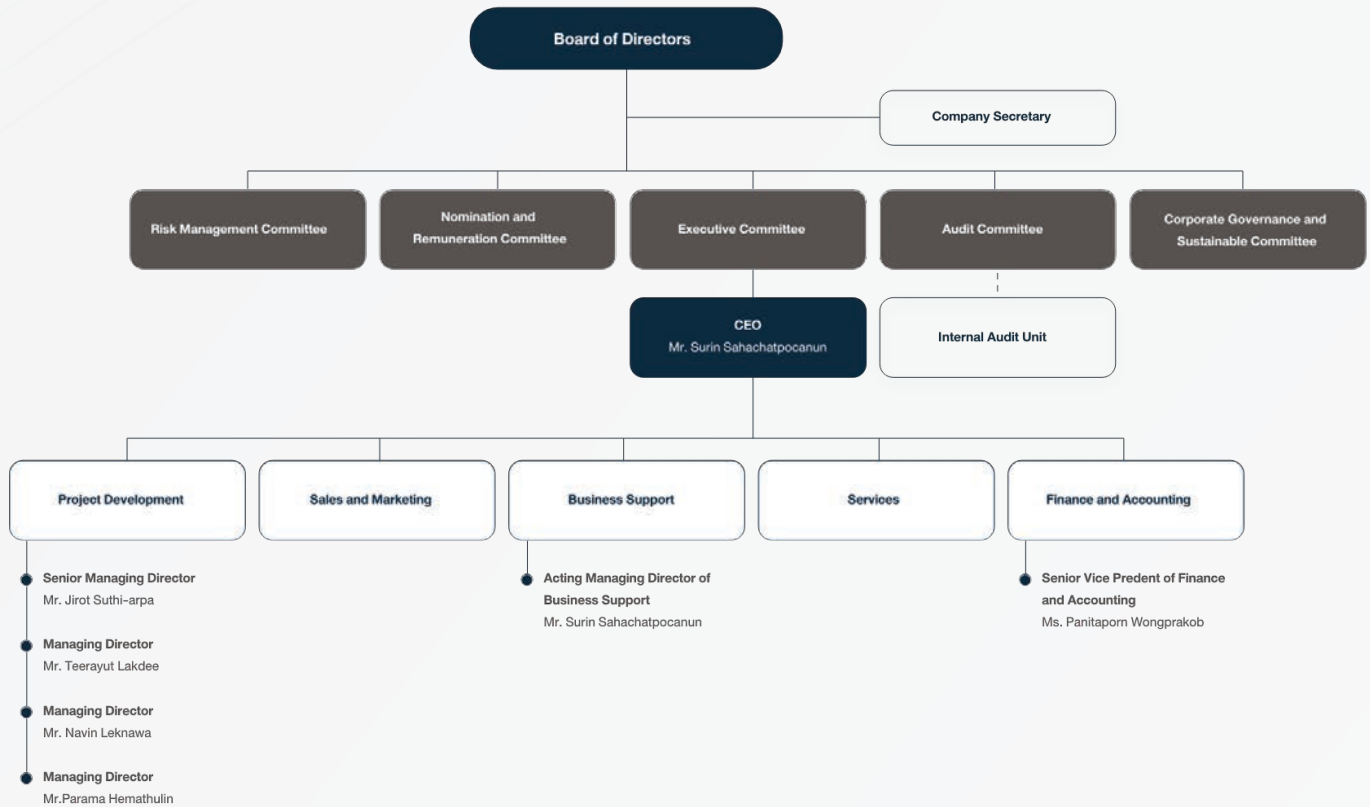 Board of Directors
Company Secretary
Risk Management Committee
Nomination and
Remuneration Committee
Executive Committee
Audit Committee
Corporate Governance and
Sustainable Committee
CEO
Mr. Surin Sahachatpocanun
Internal Audit Unit
Project Development
Sales and Marketing
Business Support
Services
Finance and Accounting
Senior Managing Director
Mr. Jirot Suthi-arpa
Managing Director
Mr. Teerayut Lakdee
Managing Director
Mr. Navin Leknawa
Managing Director
Mr.Parama Hemathulin
Acting Managing Director of
Business Support
Mr. Surin Sahachatpocanun
Senior Vice Predent of Finance
and Accounting
Ms. Panitaporn Wongprakob